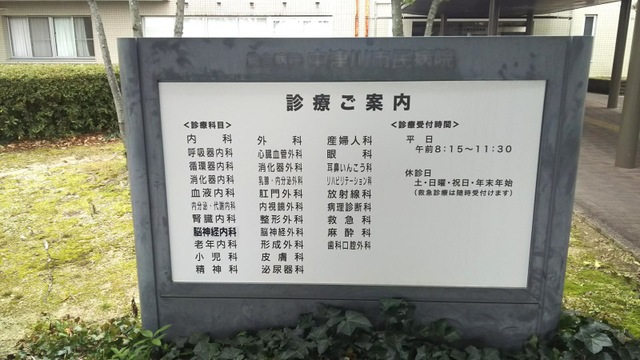 中津川市民病院
診療ご案内
<診療科目>
内科
呼吸器内科
循環器内科
消化器内科
血液内科
内分泌・代謝内科
腎臓内科
脳神経内科
老年内科
小児科
精神科
外科
心臓血管外科
消化器外科
乳腺・内分泌外科
肛門外科
内視鏡外科
整形外科
脳神経外科
形成外科
皮膚科
泌尿器科
産婦人科
眼科
耳鼻いんこう科
リハビリテーション科
放射線科
病理診断科
救急科
麻酔科
歯科口腔外科
<診療受付時間>
平日
午前8:15〜11:30
休診日
土・日曜・祝日・年末年始
(救急診療は随時受付けます)